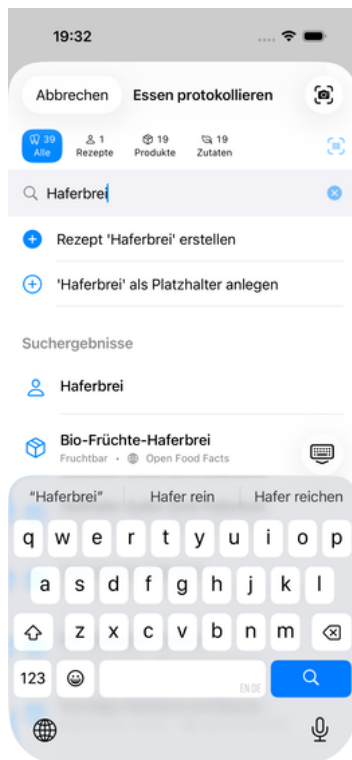 19:32
Abbrechen
Essen protokollieren
39
Alle
1
Rezepte
19
Produkte
19
Zutaten
Haferbrei
Rezept 'Haferbrei' erstellen
'Haferbrei' als Platzhalter anlegen
Suchergebnisse
Haferbrei
Bio-Früchte-Haferbrei
Fruchtbar • Open Food Facts
"Haferbrei" Hafer rein Hafer reichen
q w e r t y u i o p
a s d f g h j k l
z x c v b n m
123
EN DE